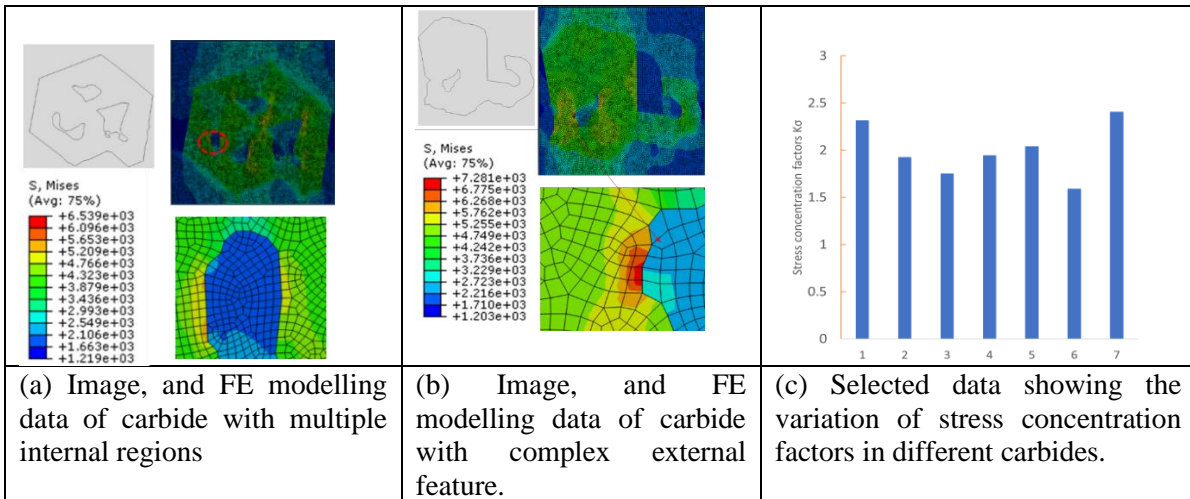 S, Mises
(Avg: 75%)
+6.539e+03
+6.096e+03
+5.653e+03
+5.209e+03
+4.766e+03
+4.323e+03
+3.879e+03
+3.436e+03
+2.993e+03
+2.549e+03
+2.106e+03
+1.663e+03
+1.219e+03
(a) Image, and FE modelling
data of carbide with multiple
internal regions
S, Mises
(Avg: 75%)
+7.281e+03
+6.775e+03
+6.268e+03
+5.762e+03
+5.255e+03
+4.749e+03
+4.242e+03
+3.736e+03
+3.229e+03
+2.723e+03
+2.216e+03
+1.710e+03
+1.203e+03
(b) Image, and FE
modelling data of carbide
with complex external
feature.
Stress concentration factors Kσ
3
2.5
2
1.5
1
0.5
0
1 2 3 4 5 6 7
(c) Selected data showing the
variation of stress concentration
factors in different carbides.